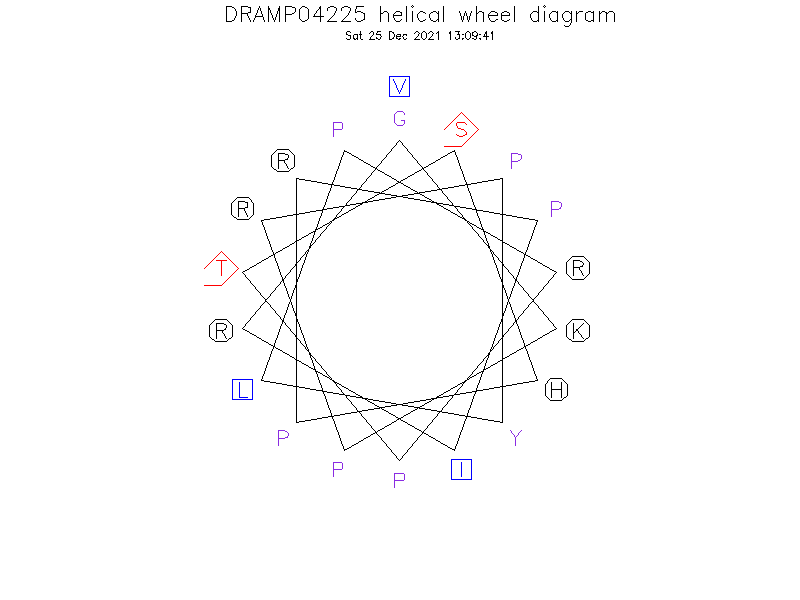 DRAMP04225 helical wheel diagram
Sat 25 Dec 2021 13:09:41
V
G
P S
R P
R P
T R
R K
L H
P Y
P I
P